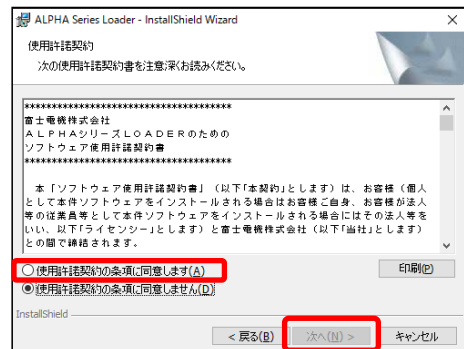 ALPHA Series Loader - InstallShield Wizard
使用許諾契約
次の使用許諾契約書を注意深くお読みください。
***************************************
富士電機株式会社
ＡＬＰＨＡシリーズＬＯＡＤＥＲのための
ソフトウェア使用許諾契約書
***************************************
本「ソフトウェア使用許諾契約書」（以下「本契約」とします）は、お客様（個人
として本件ソフトウェアをインストールされる場合はお客様ご自身、お客様が法人
等の従業員等として本件ソフトウェアをインストールされる場合にはその法人等を
いい、以下「ライセンシー」とします）と富士電機株式会社（以下「当社」とします）
との間で締結されます。
使用許諾契約の条項に同意します(A)
使用許諾契約の条項に同意しません(D)
印刷(P)
InstallShield
< 戻る(B)
次へ(N) >
キャンセル